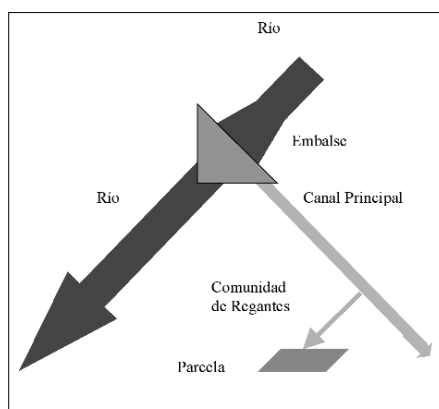 Río
Embalse
Río
Canal Principal
Comunidad
de Regantes
Parcela